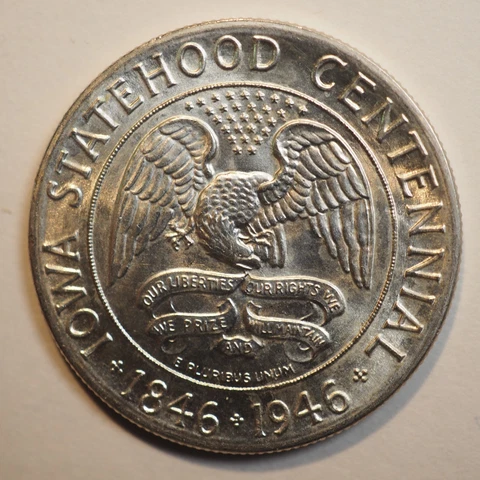 IOWA STATEHOOD CENTENNIAL
OUR LIBERTIES OUR RIGHTS WE
WE PRIZE WILL MAINTAIN
AND
E PLURIBUS UNUM
1846 1946